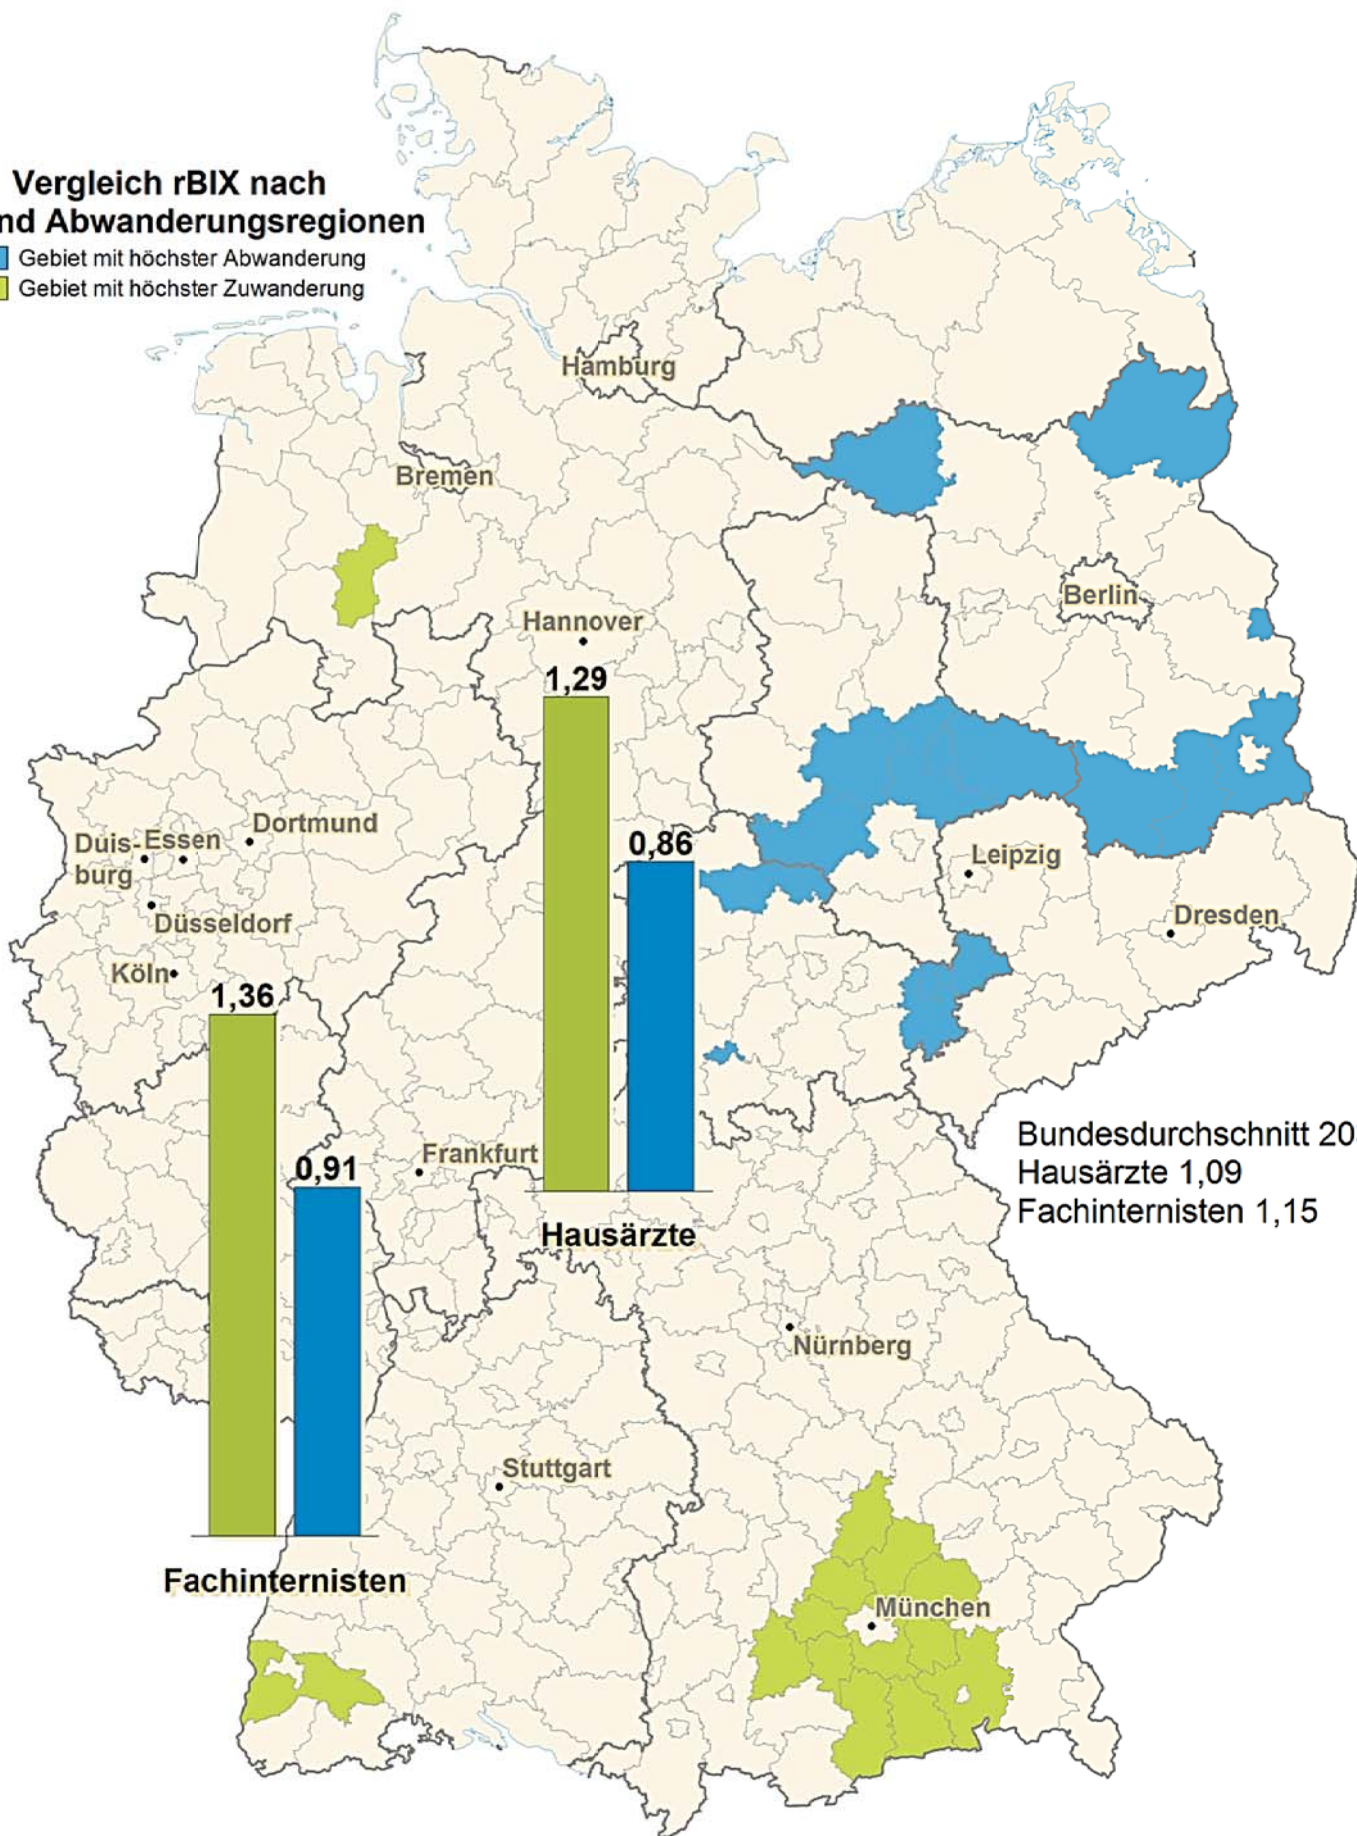 Vergleich rBIX nach
nd Abwanderungsregionen
Gebiet mit höchster Abwanderung
Gebiet mit höchster Zuwanderung
Hamburg
Bremen
Berlin
Hannover
1,29
Duis-
burg
Essen
Dortmund
0,86
Leipzig
Düsseldorf
Dresden
Köln
1,36
Bundesdurchschnitt 20
Hausärzte 1,09
Fachinternisten 1,15
Frankfurt
0,91
Hausärzte
Nürnberg
Stuttgart
Fachinternisten
München